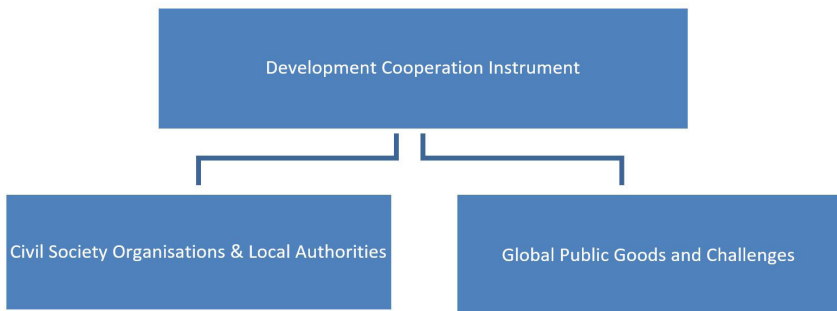 Development Cooperation Instrument
Civil Society Organisations & Local Authorities
Global Public Goods and Challenges